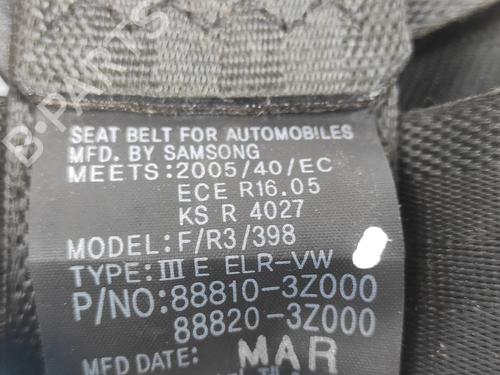 B-PARTS
SEAT BELT FOR AUTOMOBILES
MFD. BY SAMSONG
MEETS:2005/40/EC
ECE R16.05
KS R 4027
MODEL:F/R3/398
TYPE:III E ELR-VW
P/NO:88810-3Z000
88820-3Z000
MFD DATE: MAR